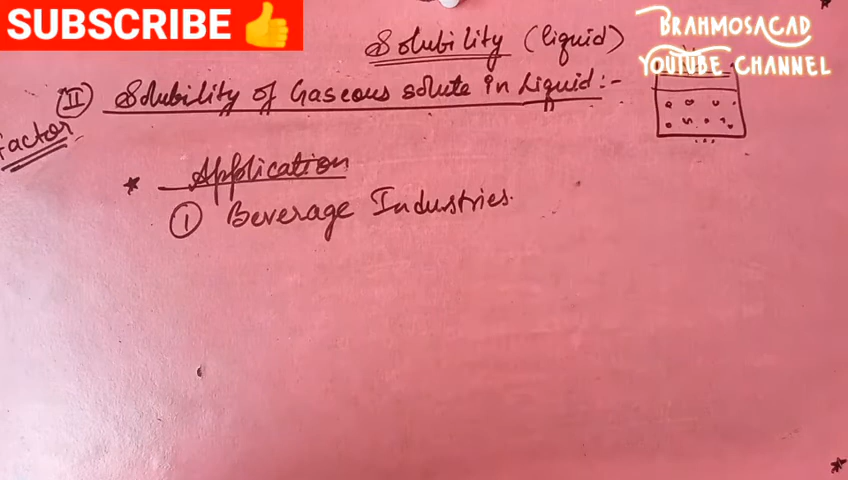 SUBSCRIBE
Solubility (liquid)
BRAHMOSACAD
YOUTUBE CHANNEL
II Solubility of Gaseous solute in Liquid:-
Factor
* Application
1 Beverage Industries.